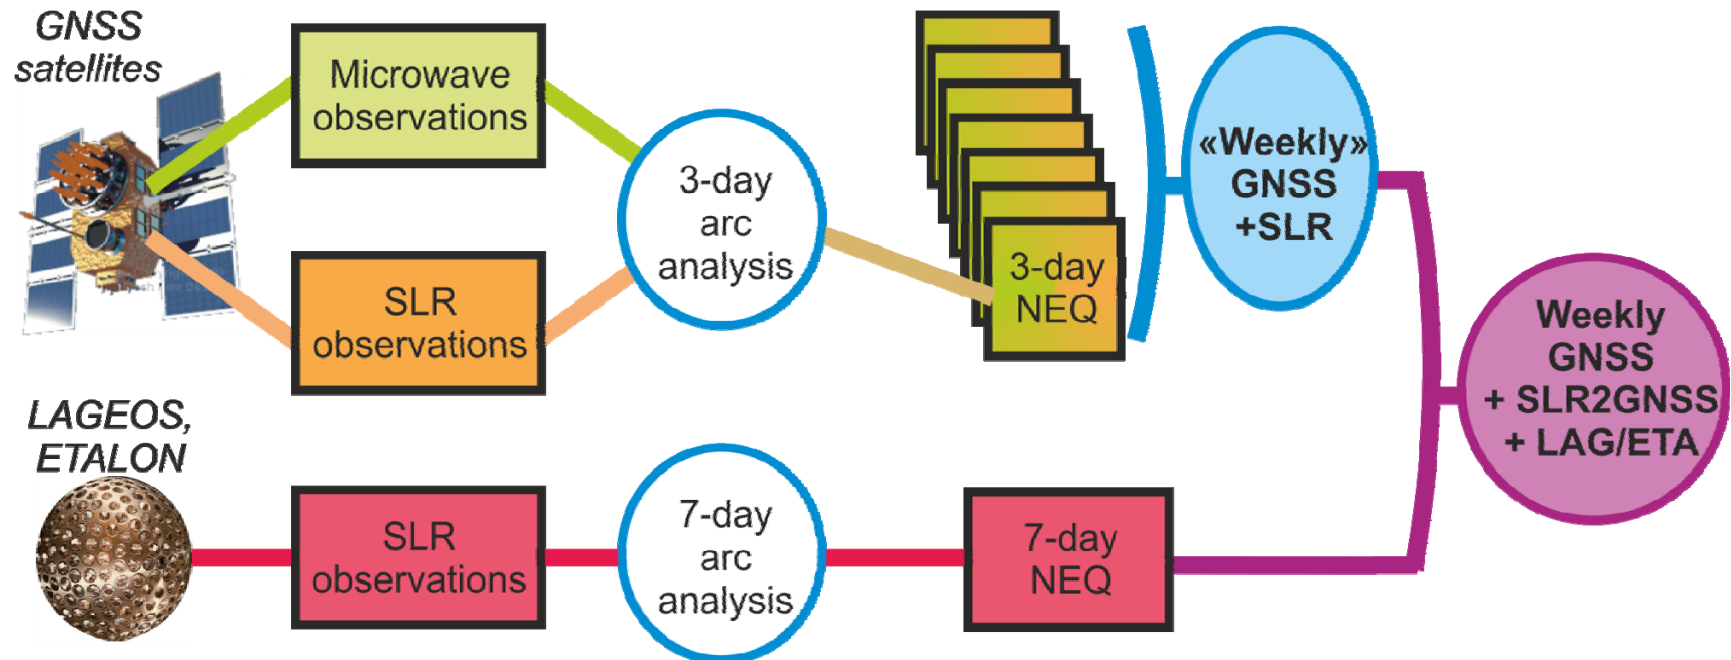 GNSS
satellites
Microwave
observations
SLR
observations
3-day
arc
analysis
3-day
NEQ
«Weekly»
GNSS
+SLR
LAGEOS,
ETALON
SLR
observations
7-day
arc
analysis
7-day
NEQ
Weekly
GNSS
+ SLR2GNSS
+ LAG/ETA